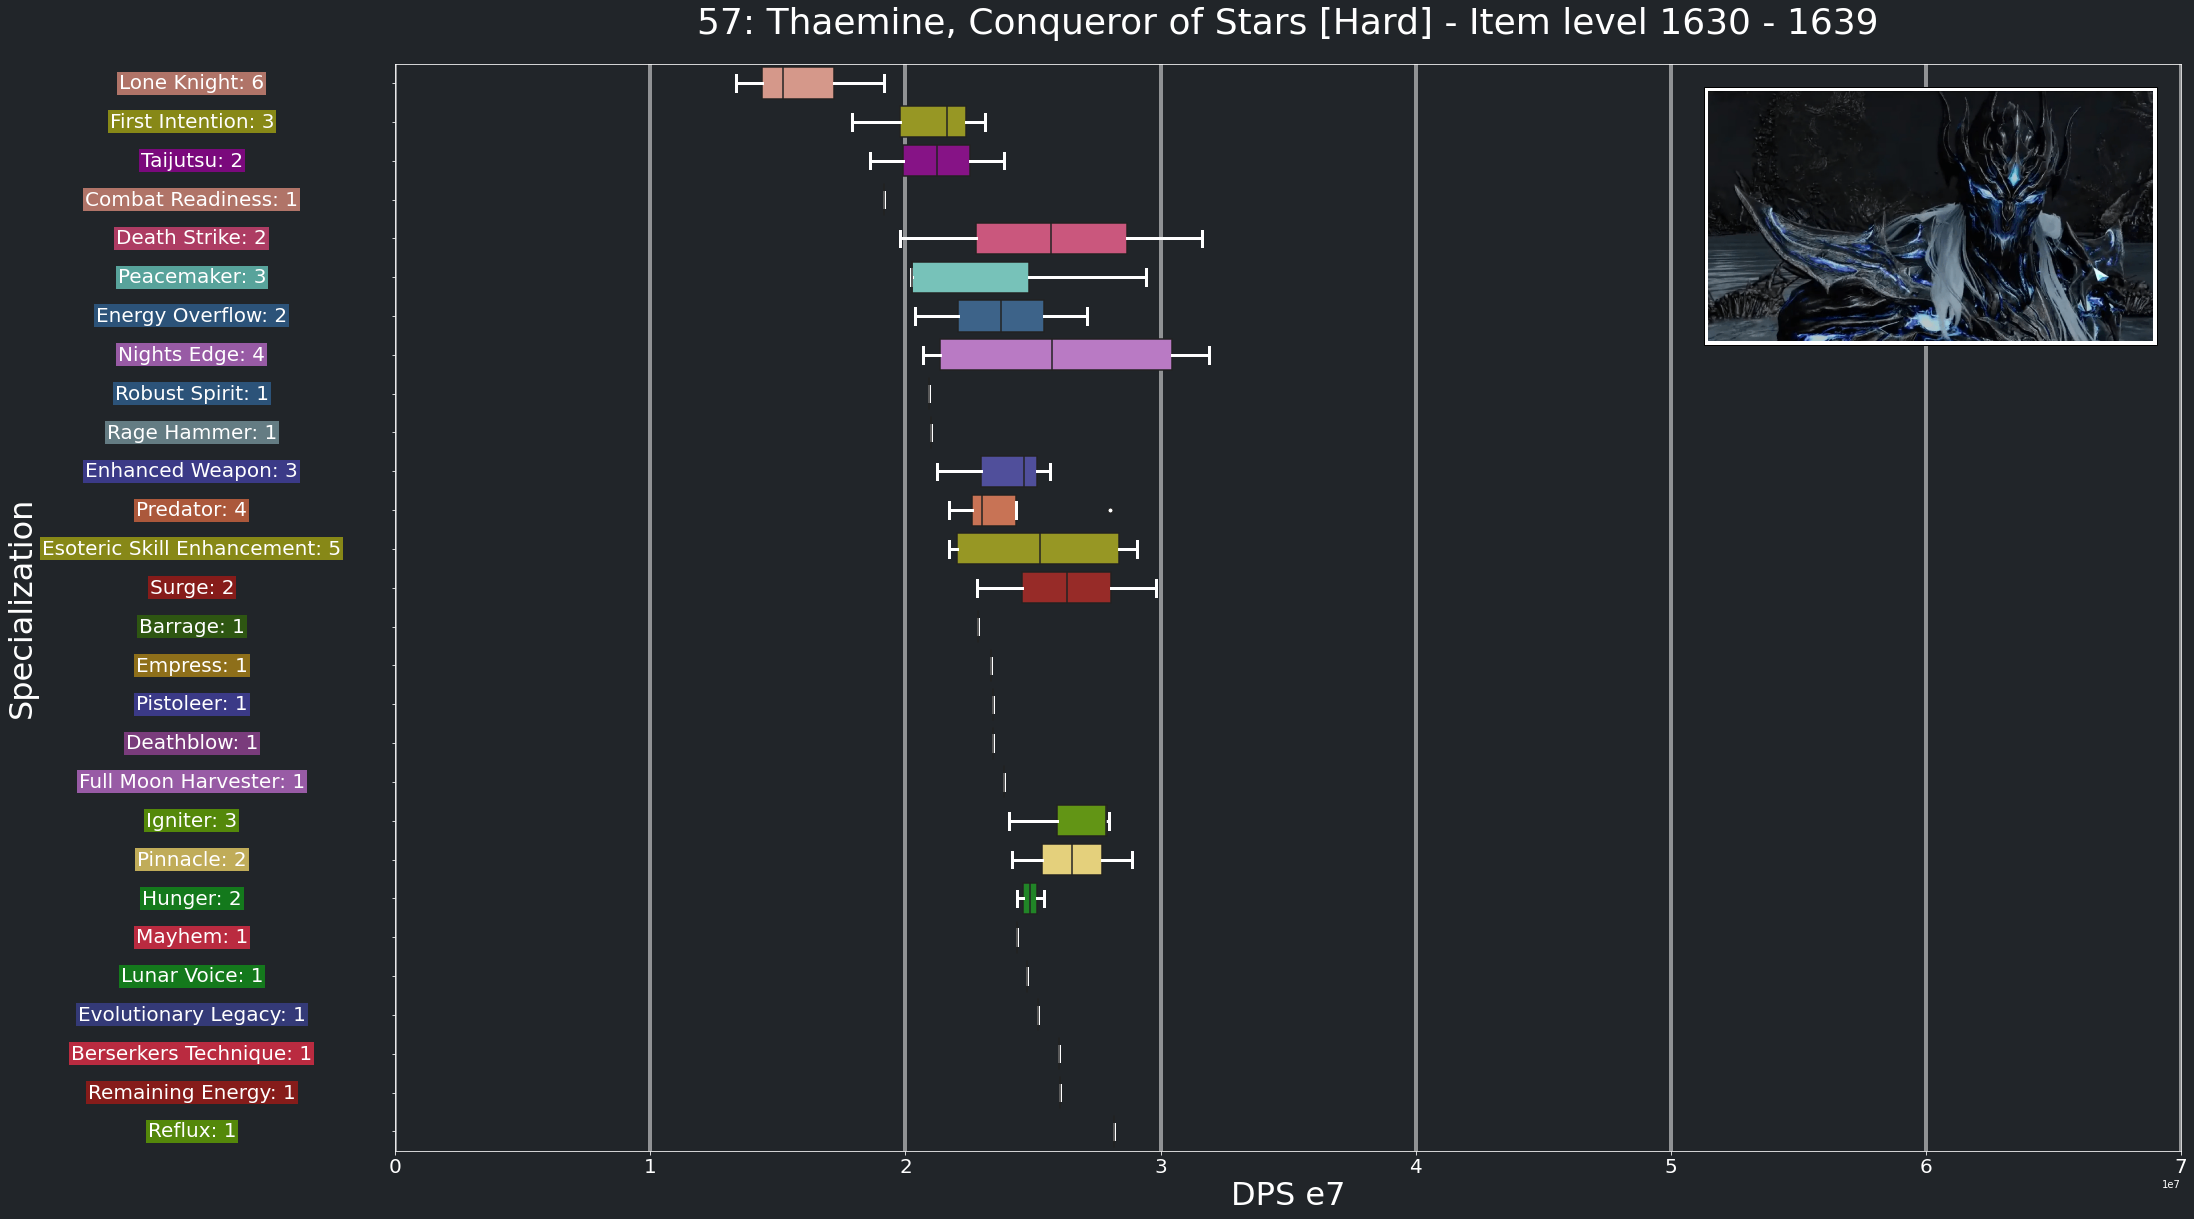 57: Thaemine, Conqueror of Stars [Hard] - Item level 1630 - 1639
Specialization
Lone Knight: 6
First Intention: 3
Taijutsu: 2
Combat Readiness: 1
Death Strike: 2
Peacemaker: 3
Energy Overflow: 2
Nights Edge: 4
Robust Spirit: 1
Rage Hammer: 1
Enhanced Weapon: 3
Predator: 4
Esoteric Skill Enhancement: 5
Surge: 2
Barrage: 1
Empress: 1
Pistoleer: 1
Deathblow: 1
Full Moon Harvester: 1
Igniter: 3
Pinnacle: 2
Hunger: 2
Mayhem: 1
Lunar Voice: 1
Evolutionary Legacy: 1
Berserkers Technique: 1
Remaining Energy: 1
Reflux: 1
0 1 2 3 4 5 6 7
1e7
DPS e7